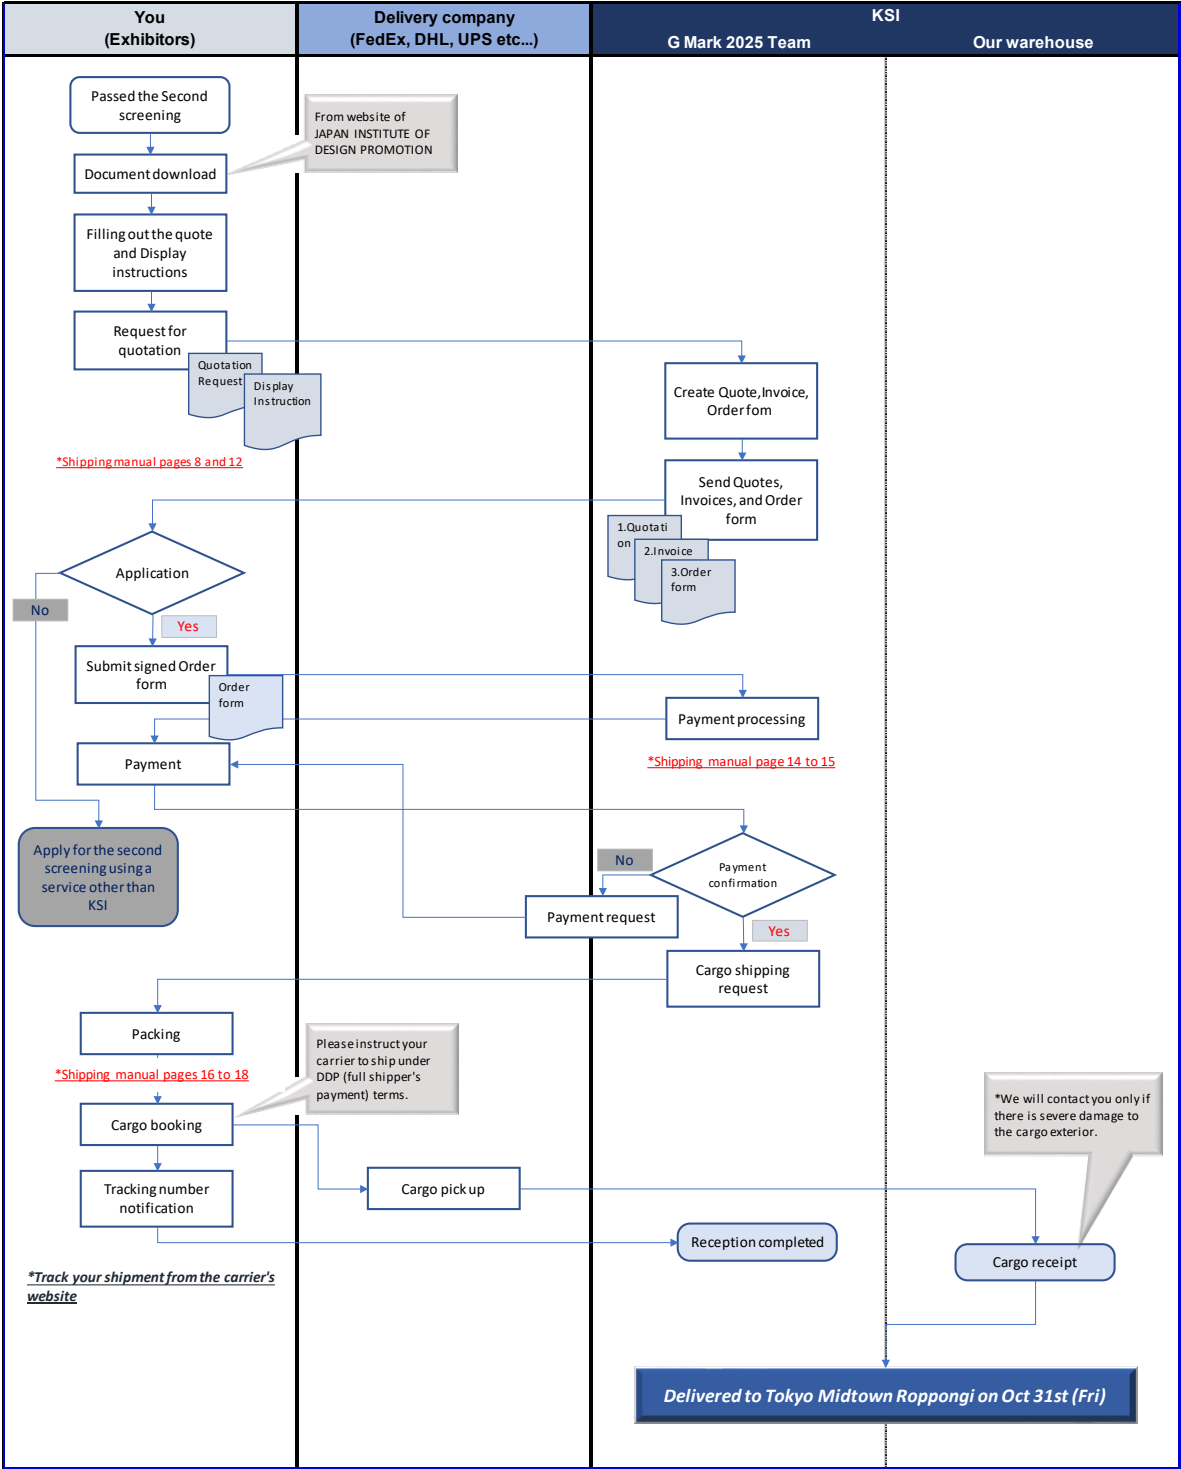 You
(Exhibitors)
Delivery company
(FedEx, DHL, UPS etc...)
KSI
G Mark 2025 Team
Our warehouse
Passed the Second
screening
From website of
JAPAN INSTITUTE OF
DESIGN PROMOTION
Document download
Filling out the quote
and Display
instructions
Request for
quotation
Quotation
Request
Display
Instruction
*Shipping manual pages 8 and 12
Create Quote,Invoice,
Order fom
Send Quotes,
Invoices, and Order
form
1.Quotati
on
2.Invoice
3.Order
form
Application
No
Yes
Submit signed Order
form
Order
form
Payment processing
*Shipping manual page 14 to 15
Payment
Apply for the second
screening using a
service other than
KSI
Payment
confirmation
No
Payment request
Yes
Cargo shipping
request
Packing
*Shipping manual pages 16 to 18
Please instruct your
carrier to ship under
DDP (full shipper's
payment) terms.
Cargo booking
*We will contact you only if
there is severe damage to
the cargo exterior.
Tracking number
notification
Cargo pick up
Reception completed
Cargo receipt
*Track your shipment from the carrier's
website
Delivered to Tokyo Midtown Roppongi on Oct 31st (Fri)